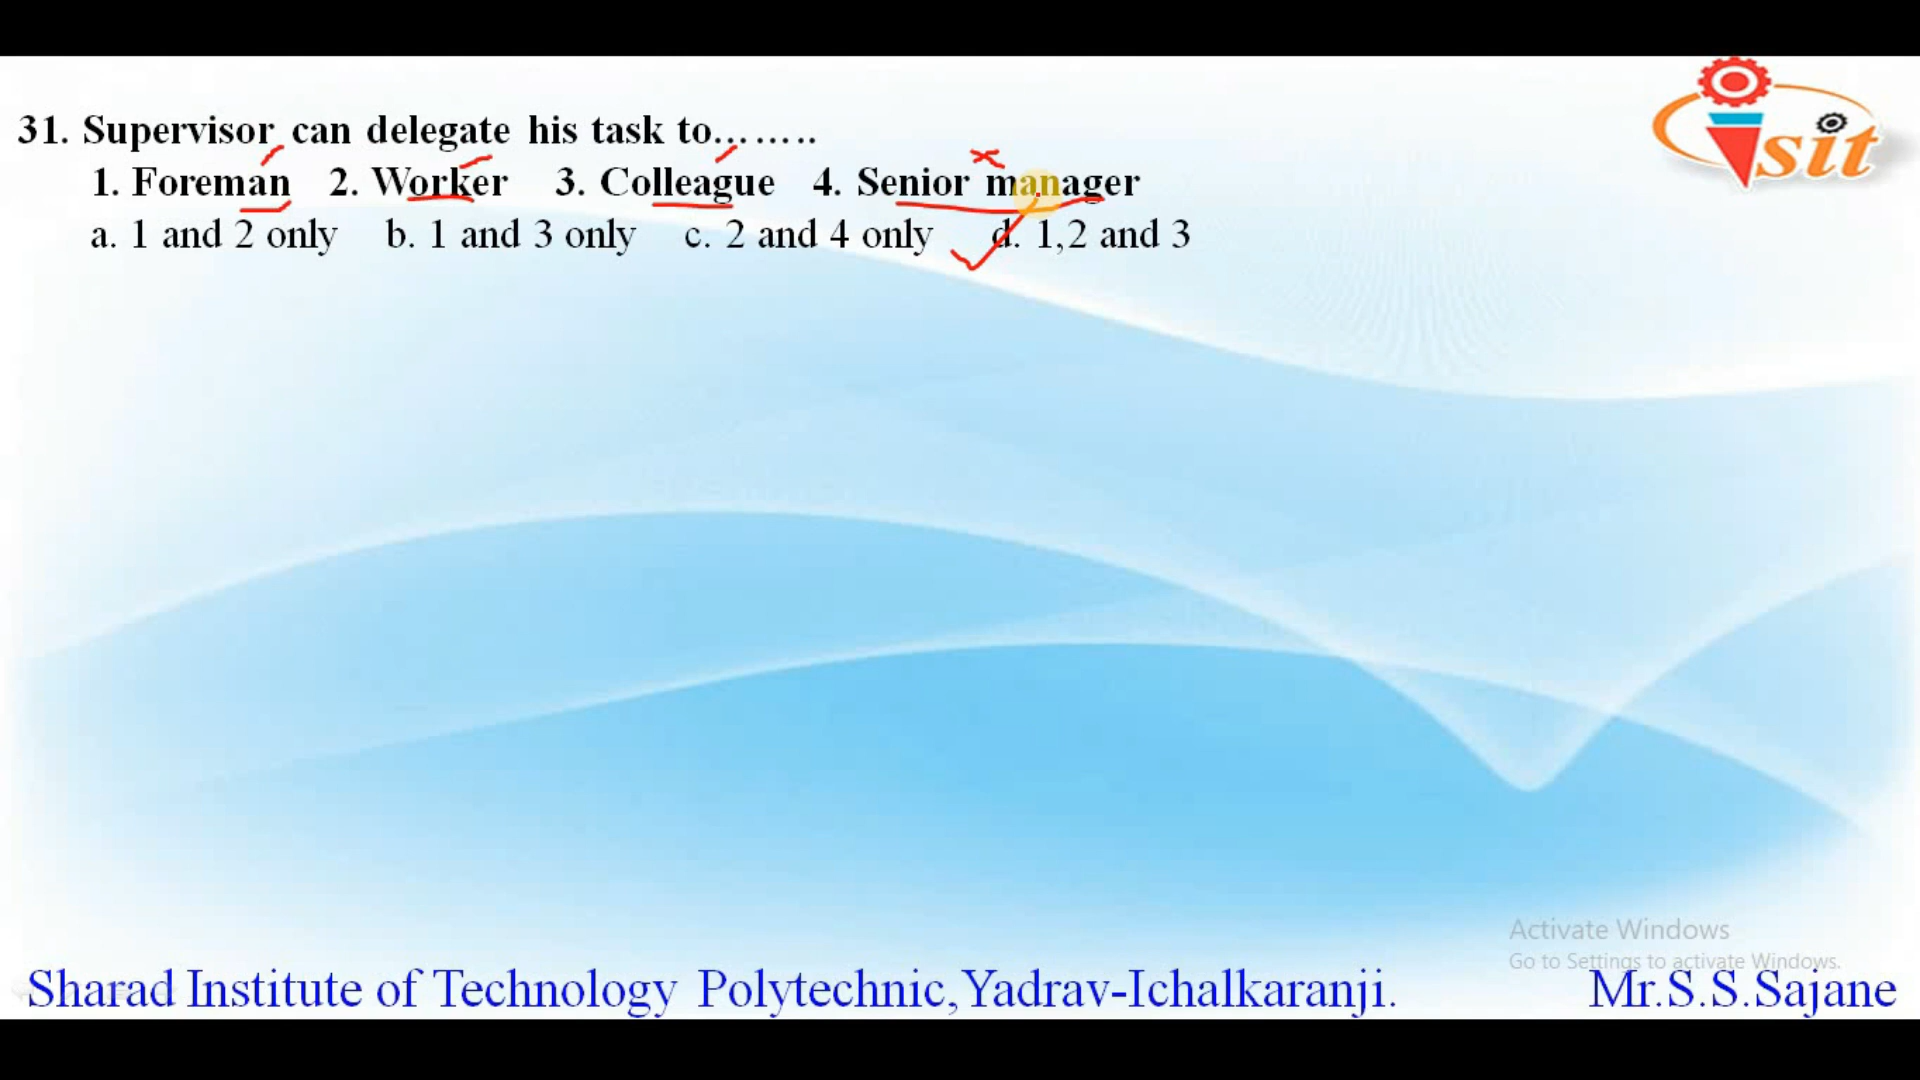 31. Supervisor can delegate his task to........
1. Foreman 2. Worker 3. Colleague 4. Senior manager
a. 1 and 2 only b. 1 and 3 only c. 2 and 4 only d. 1,2 and 3
sit
Activate Windows
Go to Settings to activate Windows.
Sharad Institute of Technology Polytechnic,Yadrav-Ichalkaranji. Mr.S.S.Sajane